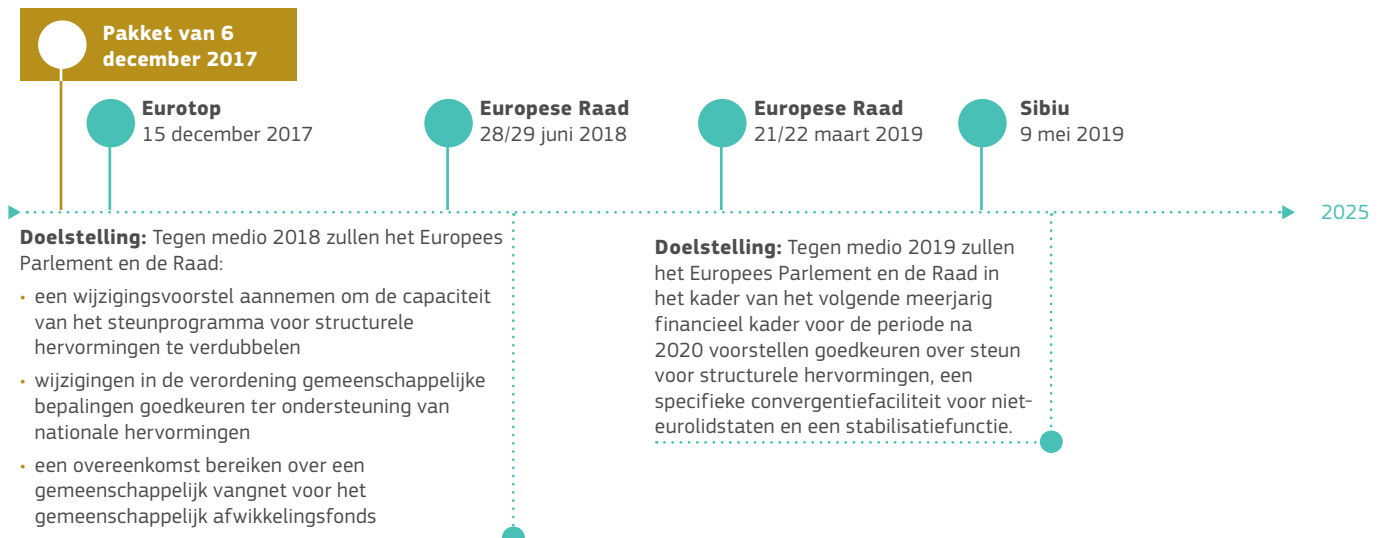 Pakket van 6
december 2017
Eurotop
15 december 2017
Europese Raad
28/29 juni 2018
Europese Raad
21/22 maart 2019
Sibiu
9 mei 2019
2025
Doelstelling: Tegen medio 2018 zullen het Europees
Parlement en de Raad:
• een wijzigingsvoorstel aannemen om de capaciteit
van het steunprogramma voor structurele
hervormingen te verdubbelen
• wijzigingen in de verordening gemeenschappelijke
bepalingen goedkeuren ter ondersteuning van
nationale hervormingen
• een overeenkomst bereiken over een
gemeenschappelijk vangnet voor het
gemeenschappelijk afwikkelingsfonds
Doelstelling: Tegen medio 2019 zullen
het Europees Parlement en de Raad in
het kader van het volgende meerjarig
financieel kader voor de periode na
2020 voorstellen goedkeuren over steun
voor structurele hervormingen, een
specifieke convergentiefaciliteit voor niet-
eurolidstaten en een stabilisatiefunctie.